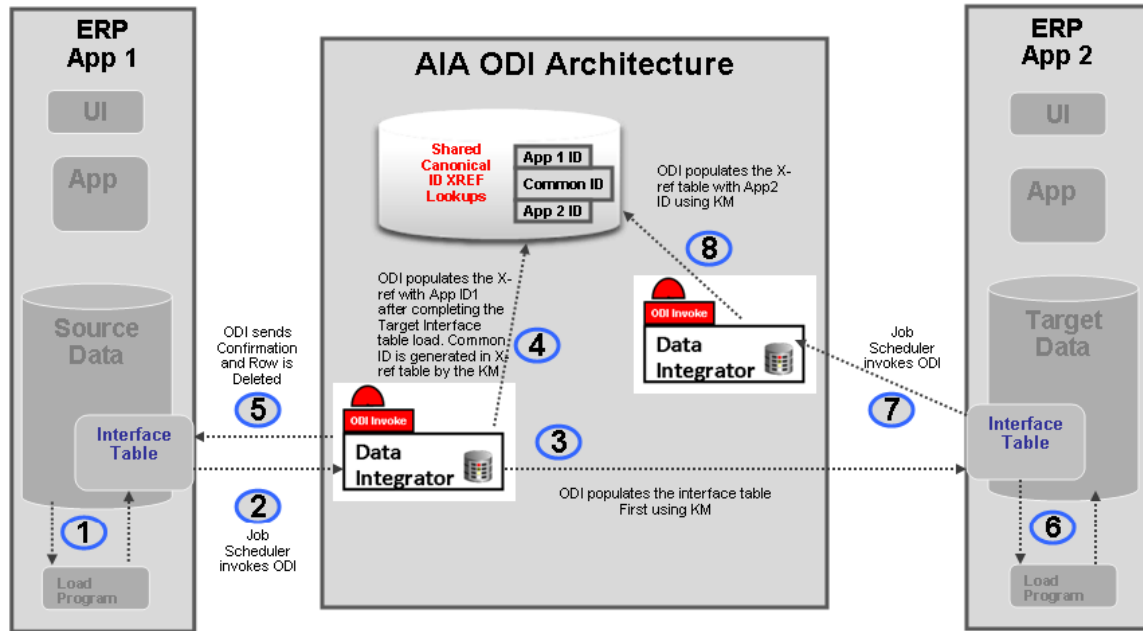 ERP
App 1
UI
App
Source
Data
Interface
Table
1
Load
Program
ODI sends
Confirmation
and Row is
Deleted
5
2
Job
Scheduler
invokes ODI
AIA ODI Architecture
Shared
Canonical
ID XREF
Lookups
App 1 ID
Common ID
App 2 ID
ODI populates the X-
ref table with App2
ID using KM
8
ODI populates the X-
ref with App ID1
after completing the
Target Interface
table load. Common
ID is generated in X-
ref table by the KM
4
ODI Invoke
Data
Integrator
ODI Invoke
Data
Integrator
3
ODI populates the interface table
First using KM
Job
Scheduler
invokes ODI
7
ERP
App 2
UI
App
Target
Data
Interface
Table
6
Load
Program